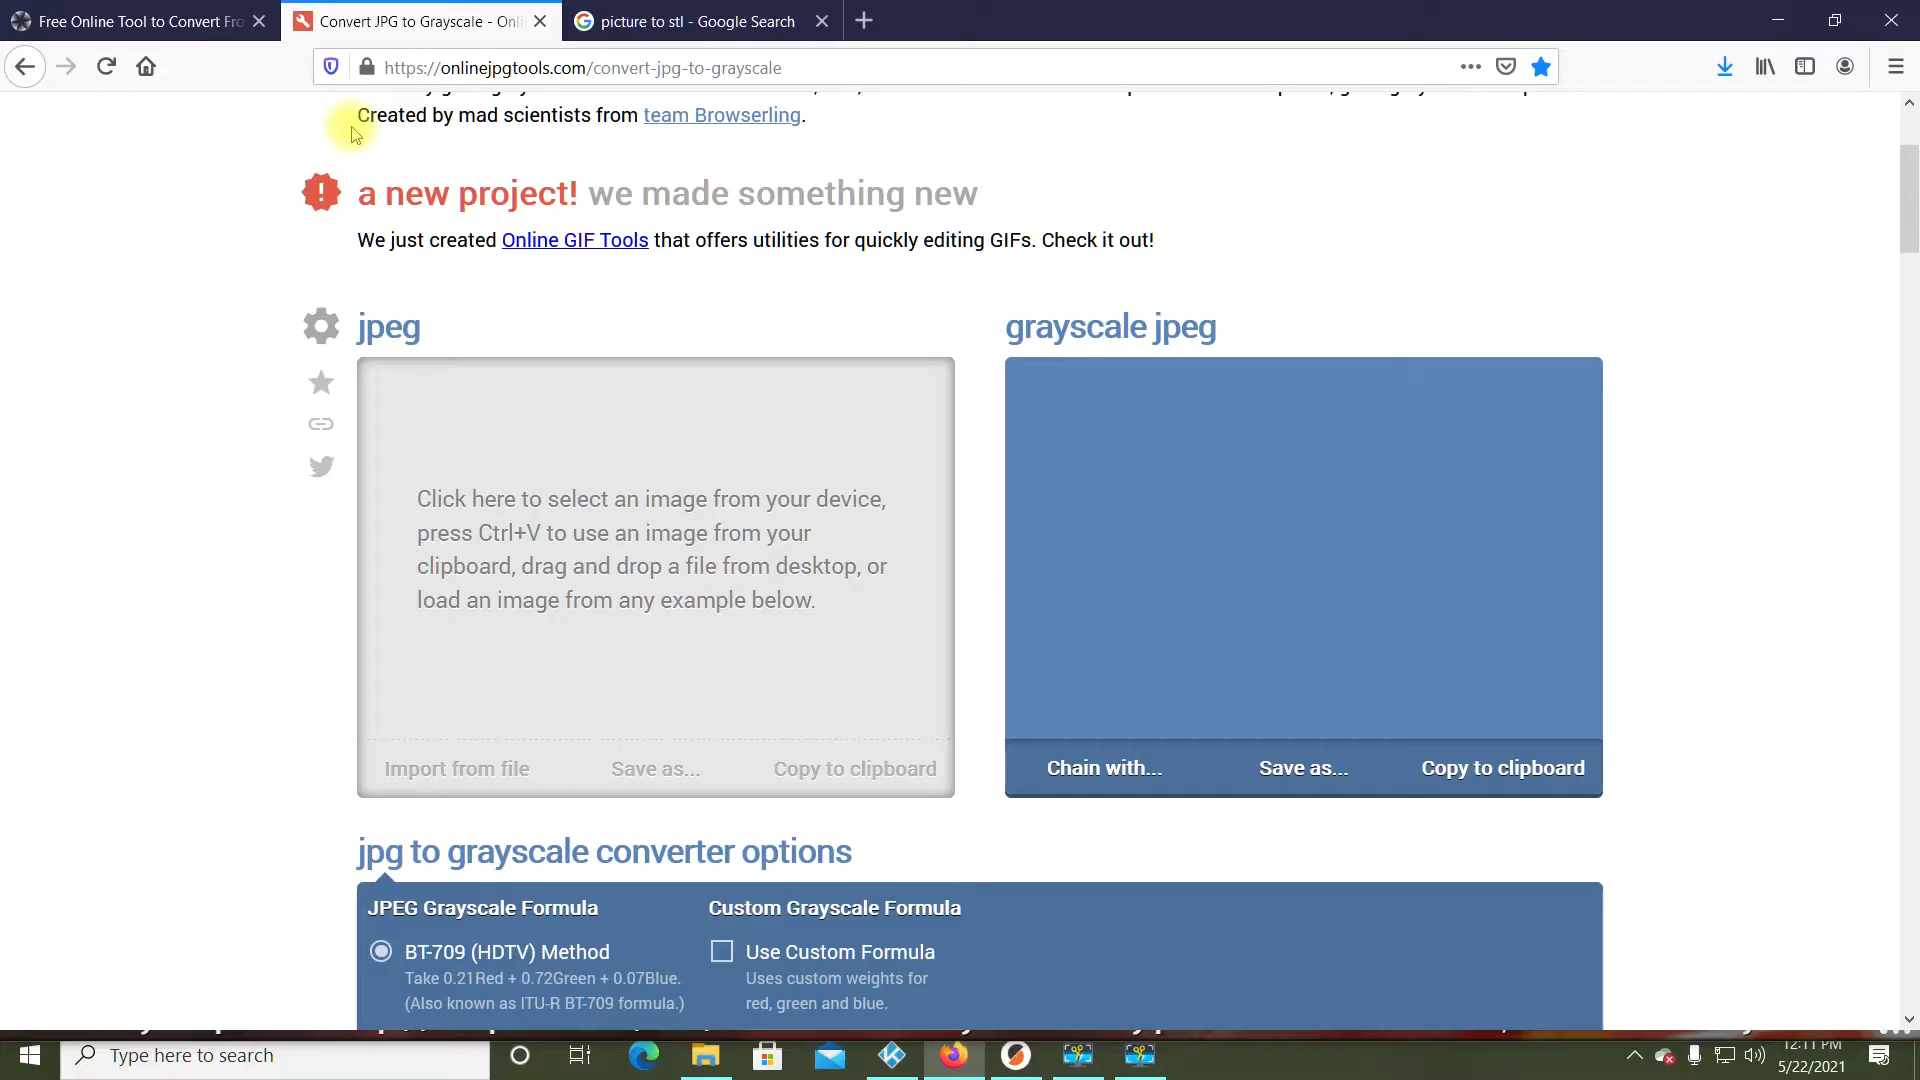 Free Online Tool to Convert Fro
Convert JPG to Grayscale - Onli
picture to stl - Google Search
https://onlinejpgtools.com/convert-jpg-to-grayscale
Created by mad scientists from team Browserling.
a new project! we made something new
We just created Online GIF Tools that offers utilities for quickly editing GIFs. Check it out!
jpeg
grayscale jpeg
Click here to select an image from your device,
press Ctrl+V to use an image from your
clipboard, drag and drop a file from desktop, or
load an image from any example below.
Import from file
Save as...
Copy to clipboard
Chain with...
Save as...
Copy to clipboard
jpg to grayscale converter options
JPEG Grayscale Formula
Custom Grayscale Formula
BT-709 (HDTV) Method
Use Custom Formula
Take 0.21Red + 0.72Green + 0.07Blue.
Uses custom weights for
(Also known as ITU-R BT-709 formula.)
red, green and blue.
Type here to search
12:11 PM
5/22/2021